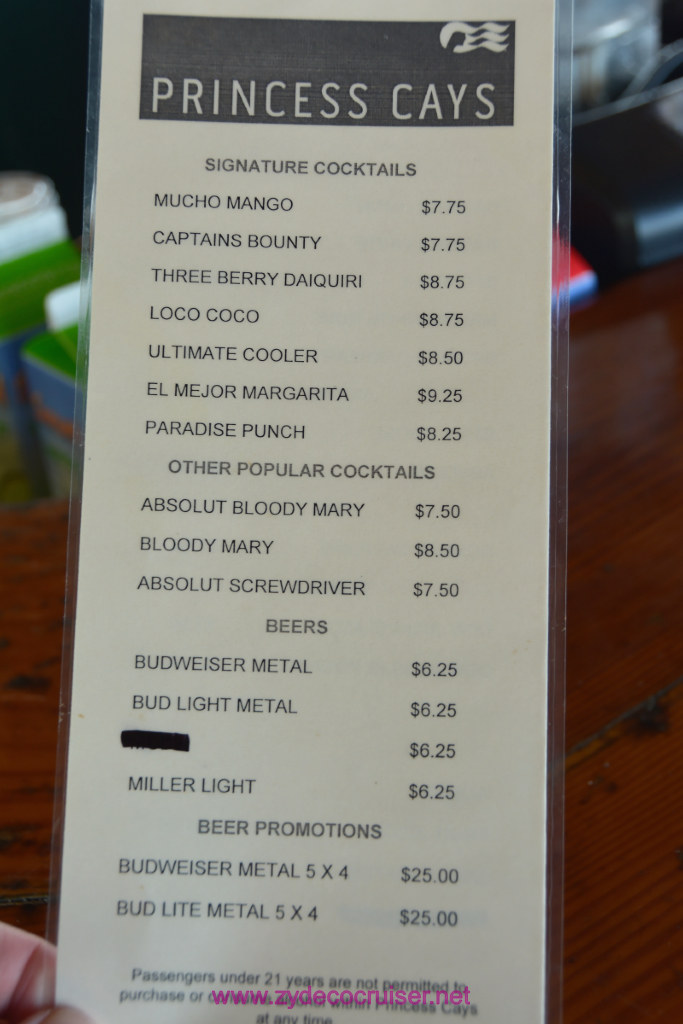 PRINCESS CAYS
SIGNATURE COCKTAILS
MUCHO MANGO $7.75
CAPTAINS BOUNTY $7.75
THREE BERRY DAIQUIRI $8.75
LOCO COCO $8.75
ULTIMATE COOLER $8.50
EL MEJOR MARGARITA $9.25
PARADISE PUNCH $8.25
OTHER POPULAR COCKTAILS
ABSOLUT BLOODY MARY $7.50
BLOODY MARY $8.50
ABSOLUT SCREWDRIVER $7.50
BEERS
BUDWEISER METAL $6.25
BUD LIGHT METAL $6.25
$6.25
MILLER LIGHT $6.25
BEER PROMOTIONS
BUDWEISER METAL 5 X 4 $25.00
BUD LITE METAL 5 X 4 $25.00
Passengers under 21 years are not permitted to
purchase or alcohol within Princess Cays
at any time
www.zydecocruiser.net